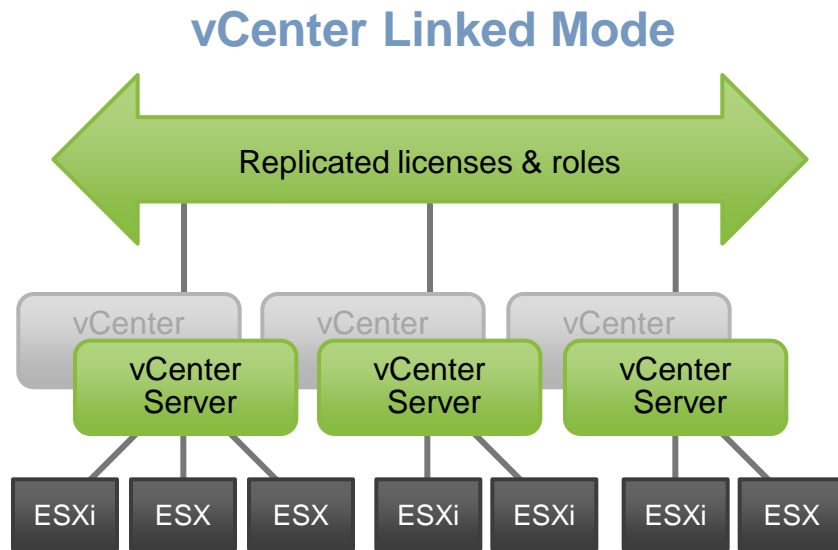 vCenter Linked Mode
Replicated licenses & roles
vCenter
vCenter
vCenter
vCenter
Server
vCenter
Server
vCenter
Server
ESXi
ESX
ESX
ESXi
ESXi
ESXi
ESX